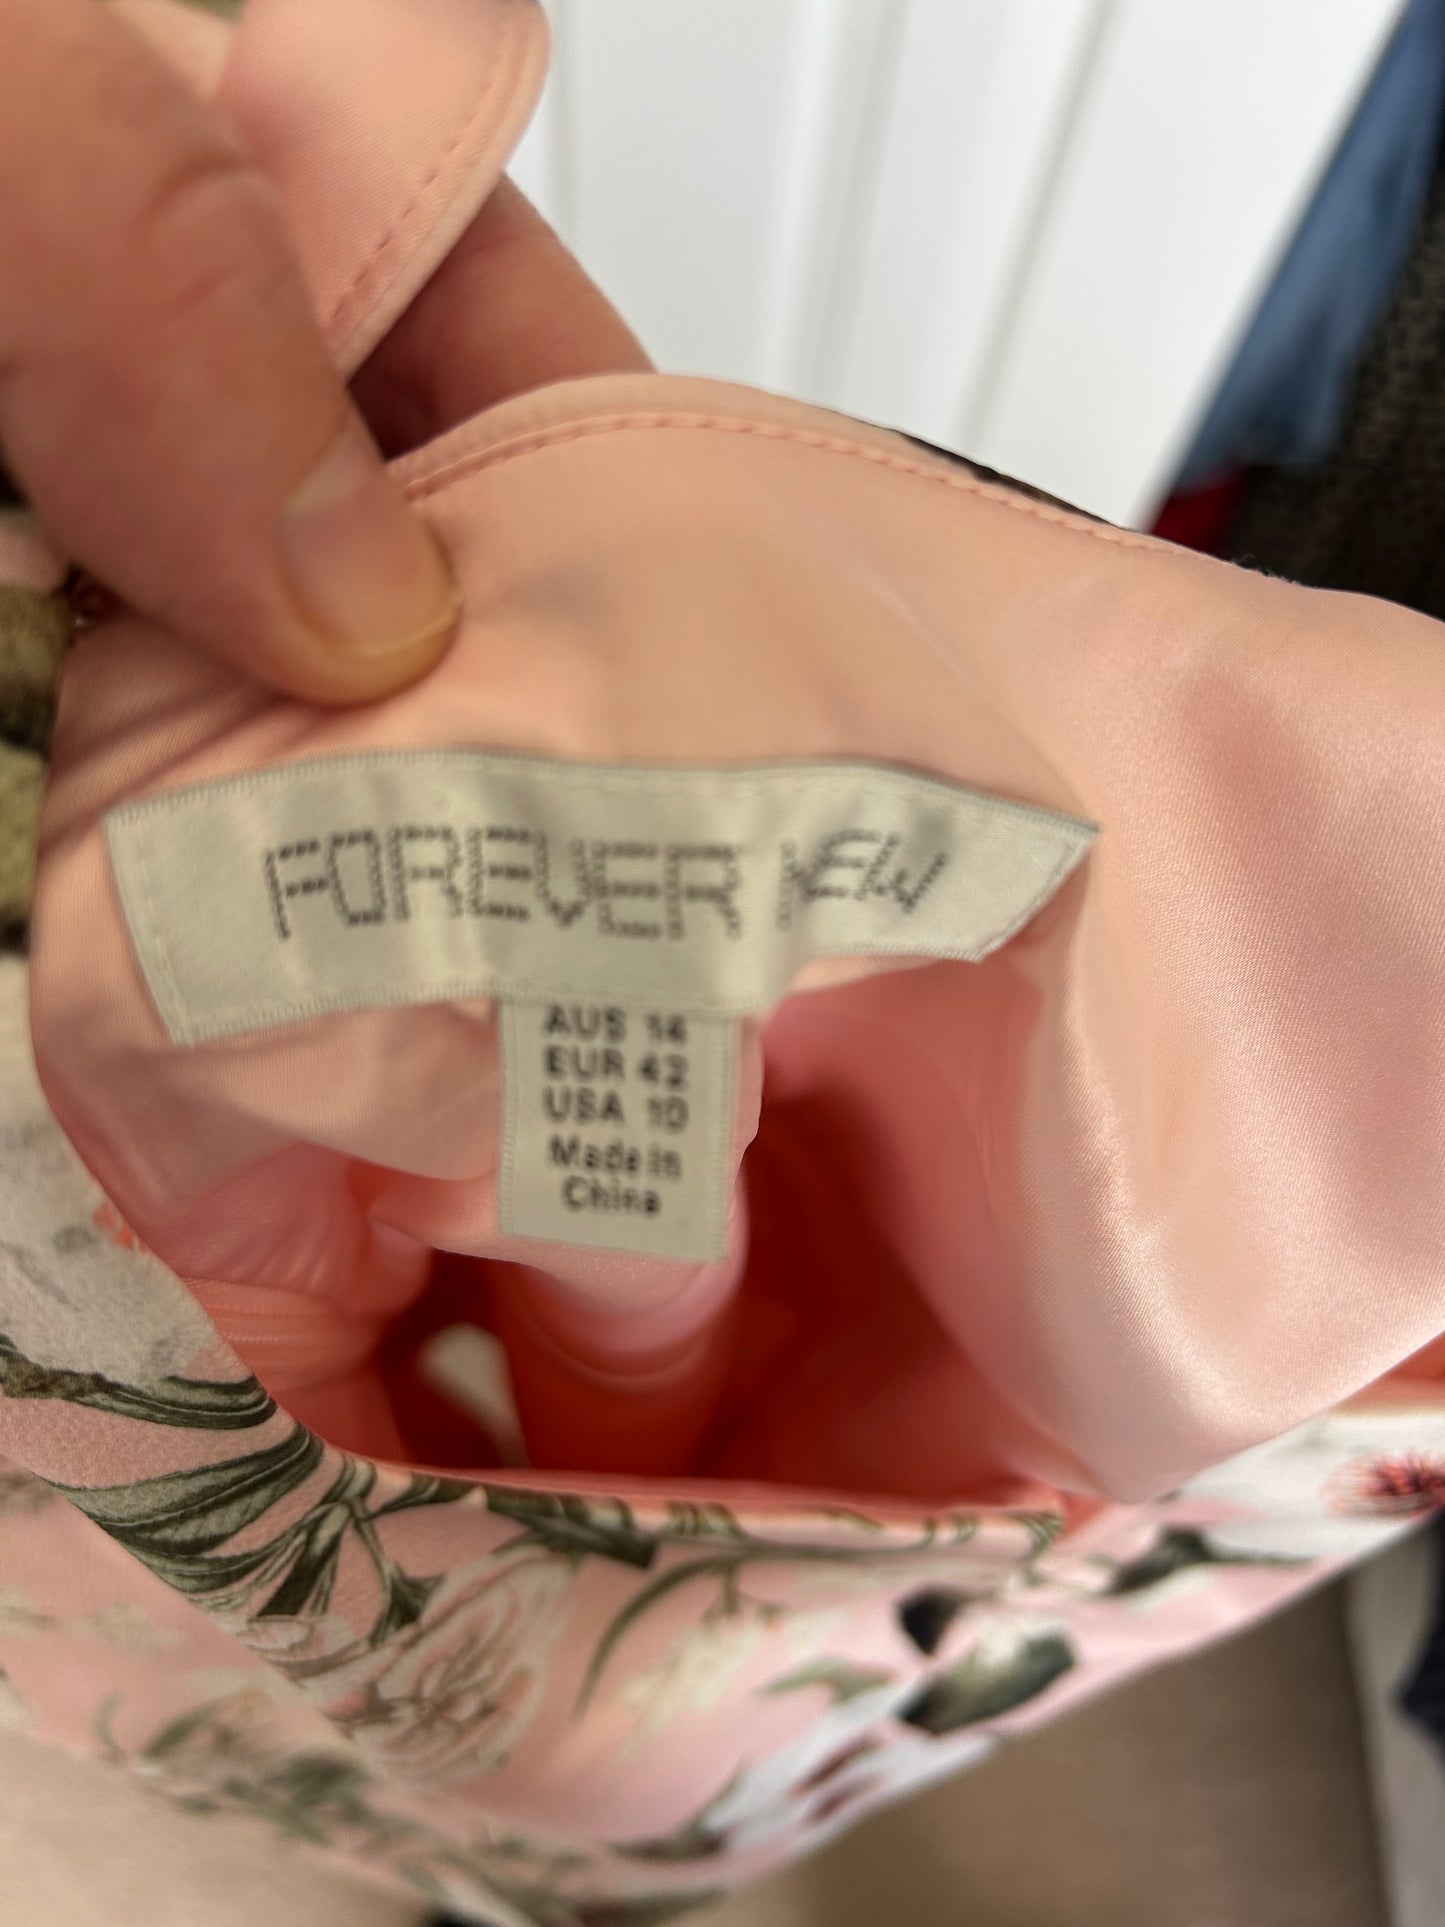 FOREVER NEW
AUS 14
EUR 42
USA 10
Made in
China